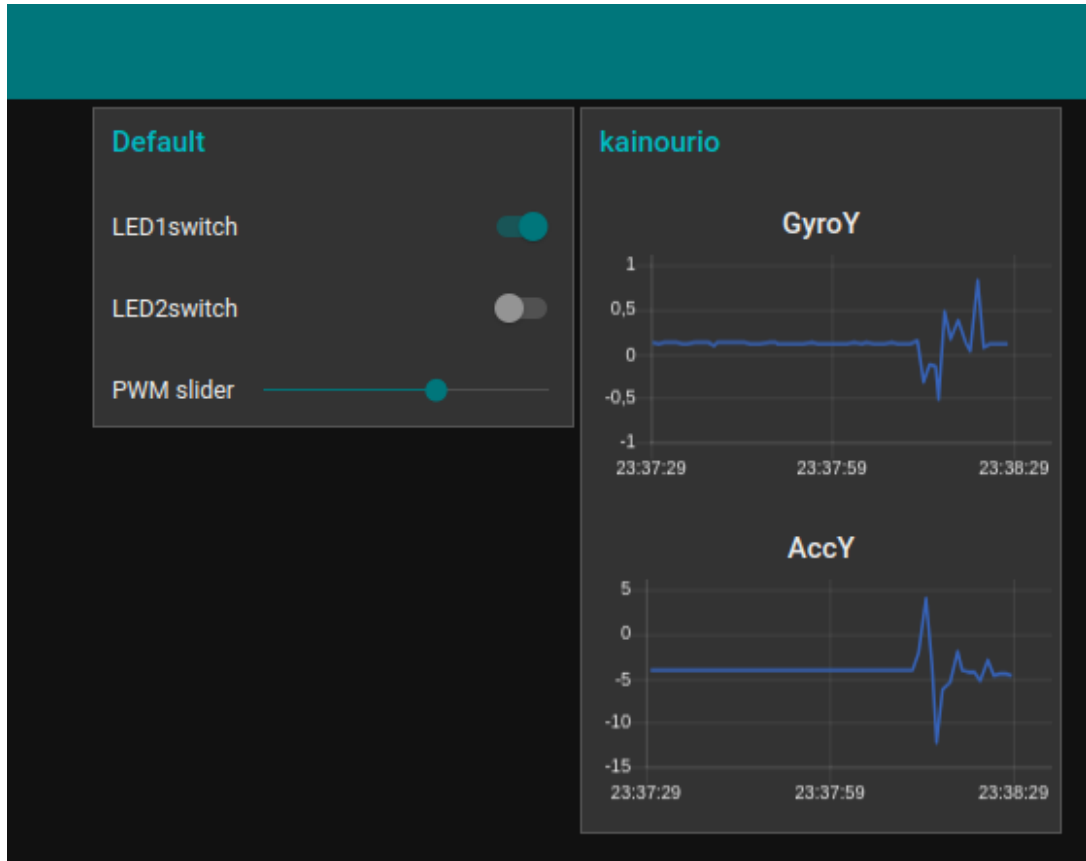 Default
LED1switch
LED2switch
PWM slider
kainourio
GyroY
1
0,5
0
-0,5
-1
23:37:29 23:37:59 23:38:29
AccY
5
0
-5
-10
-15
23:37:29 23:37:59 23:38:29